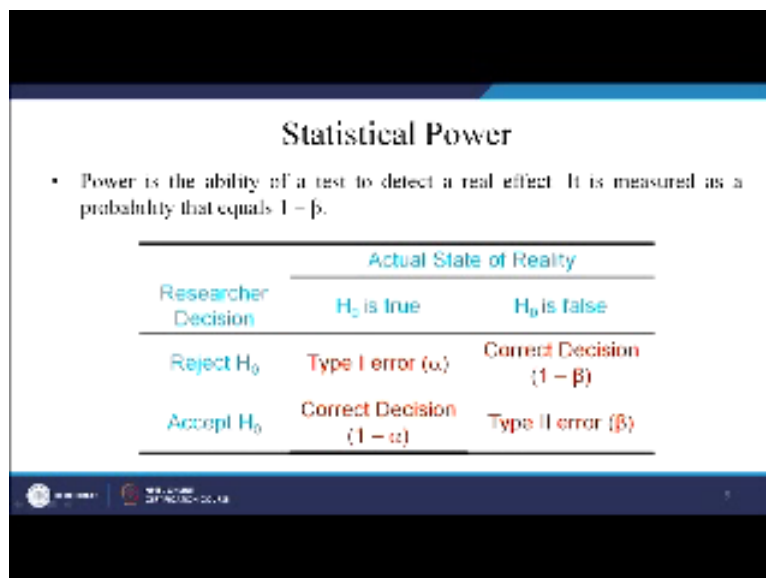 Statistical Power
• Power is the ability of a test to detect a real effect. It is measured as a
probability that equals 1 – β.
Actual State of Reality
Researcher
Decision
H₀ is true
H₀ is false
Reject H₀
Type I error (α)
Correct Decision
(1 – β)
Accept H₀
Correct Decision
(1 – α)
Type II error (β)
CERTIFICATION COURSE